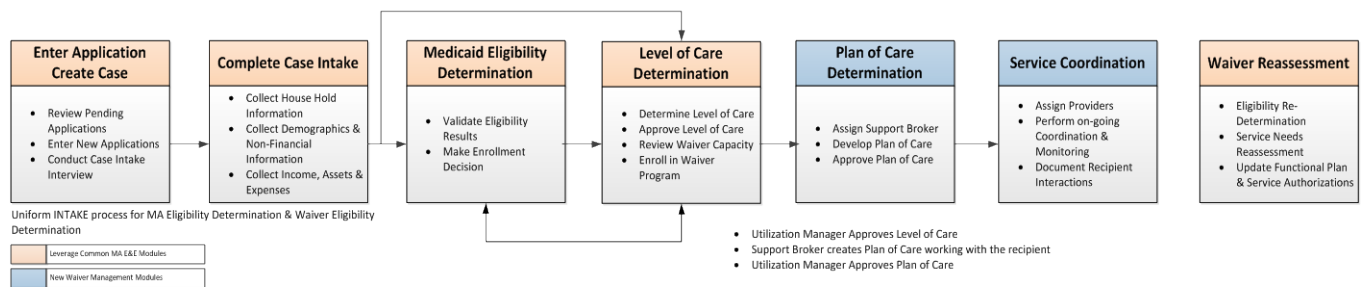 Enter Application
Create Case
Review Pending
Applications
Enter New Applications
Conduct Case Intake
Interview
Complete Case Intake
Collect House Hold
Information
Collect Demographics &
Non-Financial
Information
Collect Income, Assets &
Expenses
Medicaid Eligibility
Determination
Validate Eligibility
Results
Make Enrollment
Decision
Level of Care
Determination
Determine Level of Care
Approve Level of Care
Review Waiver Capacity
Enroll in Waiver
Program
Plan of Care
Determination
Assign Support Broker
Develop Plan of Care
Approve Plan of Care
Service Coordination
Assign Providers
Perform on-going
Coordination &
Monitoring
Document Recipient
Interactions
Waiver Reassessment
Eligibility Re-
Determination
Service Needs
Reassessment
Update Functional Plan
& Service Authorizations
Uniform INTAKE process for MA Eligibility Determination & Waiver Eligibility
Determination
Leverage Common MA E&E Modules
New Waiver Management Modules
Utilization Manager Approves Level of Care
Support Broker creates Plan of Care working with the recipient
Utilization Manager Approves Plan of Care